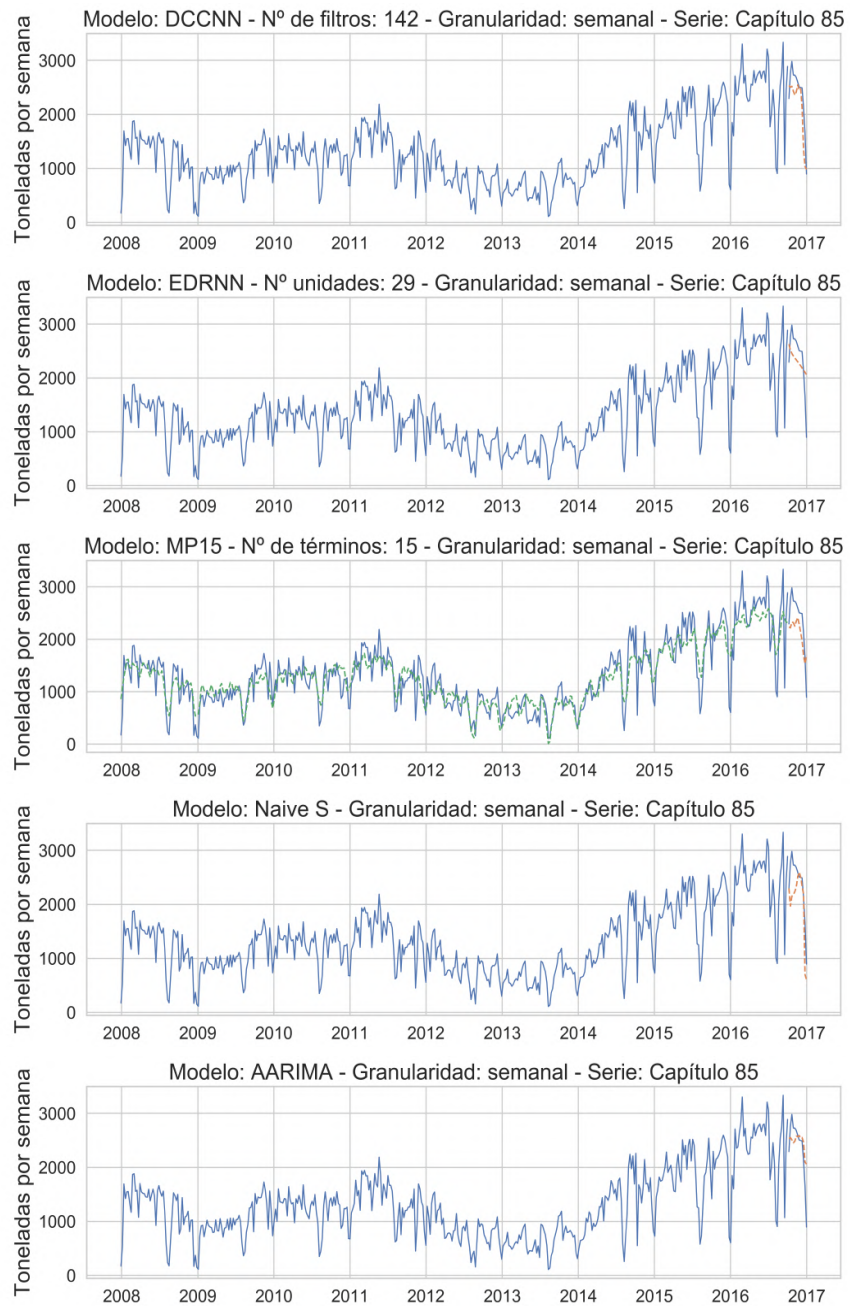 Modelo: DCCNN - Nº de filtros: 142 - Granularidad: semanal - Serie: Capítulo 85
Toneladas por semana
3000
2000
1000
0
2008 2009 2010 2011 2012 2013 2014 2015 2016 2017
Modelo: EDRNN - Nº unidades: 29 - Granularidad: semanal - Serie: Capítulo 85
Toneladas por semana
3000
2000
1000
0
2008 2009 2010 2011 2012 2013 2014 2015 2016 2017
Modelo: MP15 - Nº de términos: 15 - Granularidad: semanal - Serie: Capítulo 85
Toneladas por semana
3000
2000
1000
0
2008 2009 2010 2011 2012 2013 2014 2015 2016 2017
Modelo: Naive S - Granularidad: semanal - Serie: Capítulo 85
Toneladas por semana
3000
2000
1000
0
2008 2009 2010 2011 2012 2013 2014 2015 2016 2017
Modelo: AARIMA - Granularidad: semanal - Serie: Capítulo 85
Toneladas por semana
3000
2000
1000
0
2008 2009 2010 2011 2012 2013 2014 2015 2016 2017